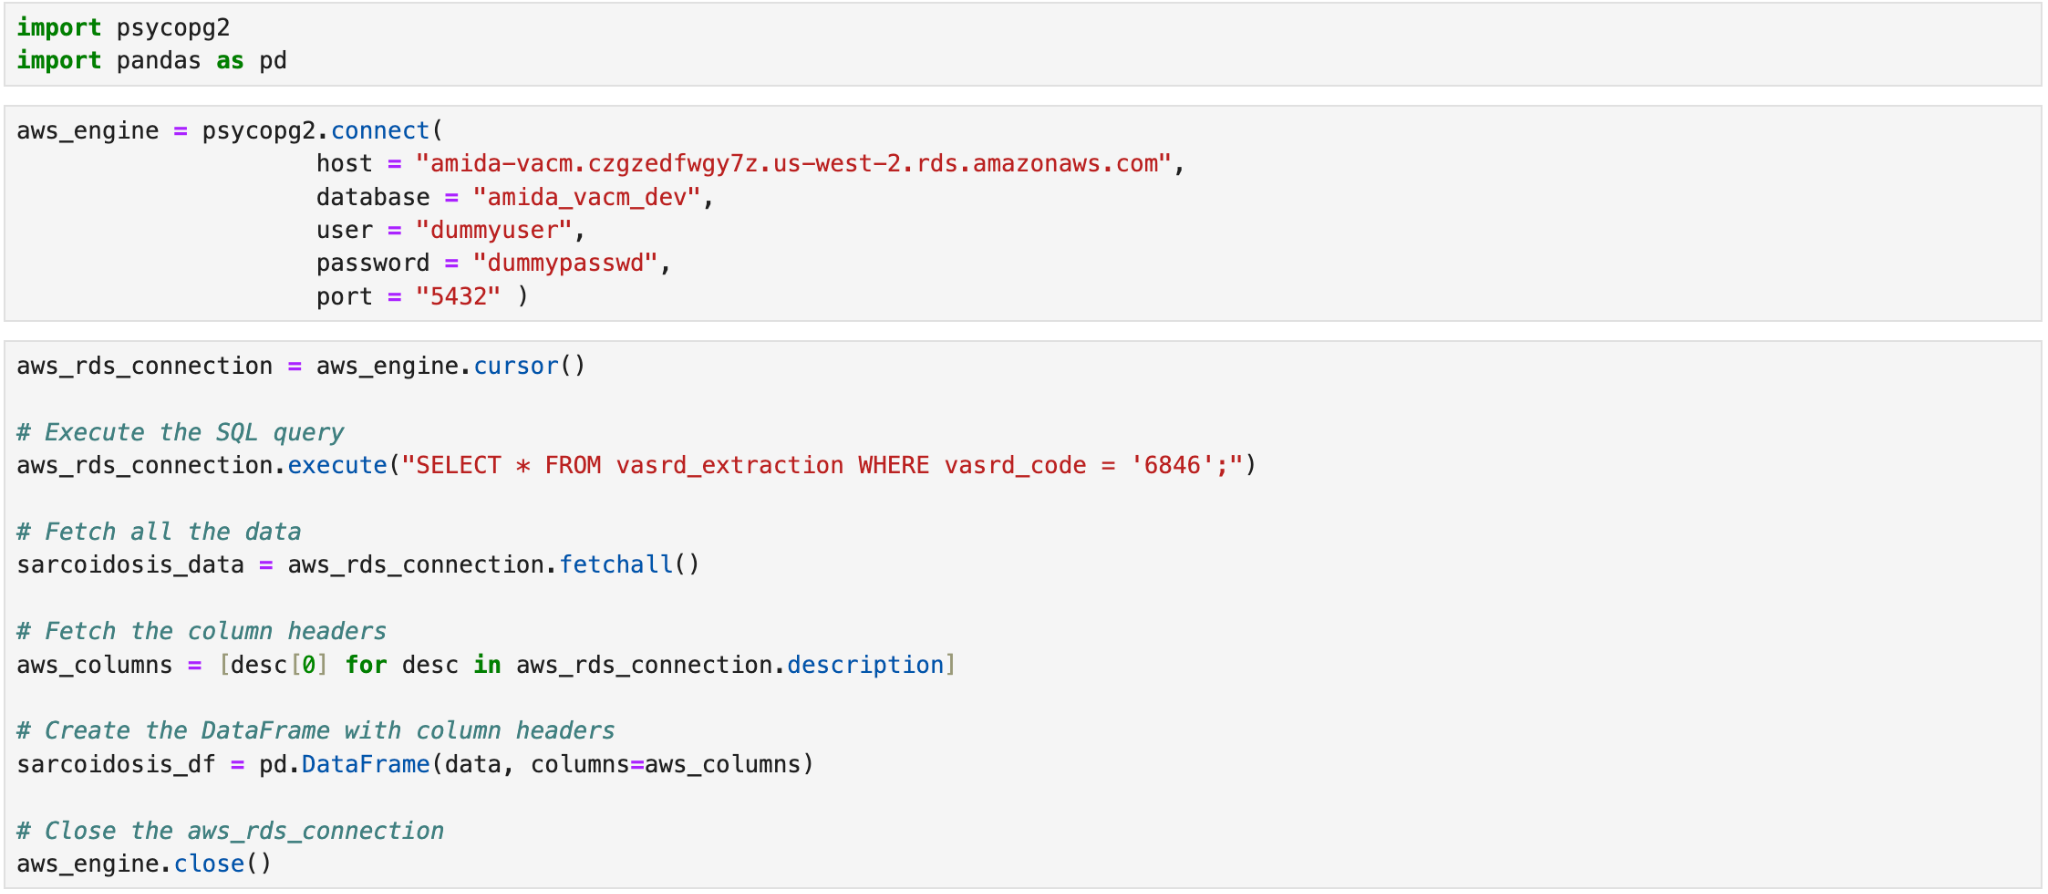 import psycopg2
import pandas as pd
aws_engine = psycopg2.connect(
host = "amida-vacm.czgzedfwgy7z.us-west-2.rds.amazonaws.com",
database = "amida_vacm_dev",
user = "dummyuser",
password = "dummypasswd",
port = "5432" )
aws_rds_connection = aws_engine.cursor()
# Execute the SQL query
aws_rds_connection.execute("SELECT * FROM vasrd_extraction WHERE vasrd_code = '6846';")
# Fetch all the data
sarcoidosis_data = aws_rds_connection.fetchall()
# Fetch the column headers
aws_columns = [desc[0] for desc in aws_rds_connection.description]
# Create the DataFrame with column headers
sarcoidosis_df = pd.DataFrame(data, columns=aws_columns)
# Close the aws_rds_connection
aws_engine.close()